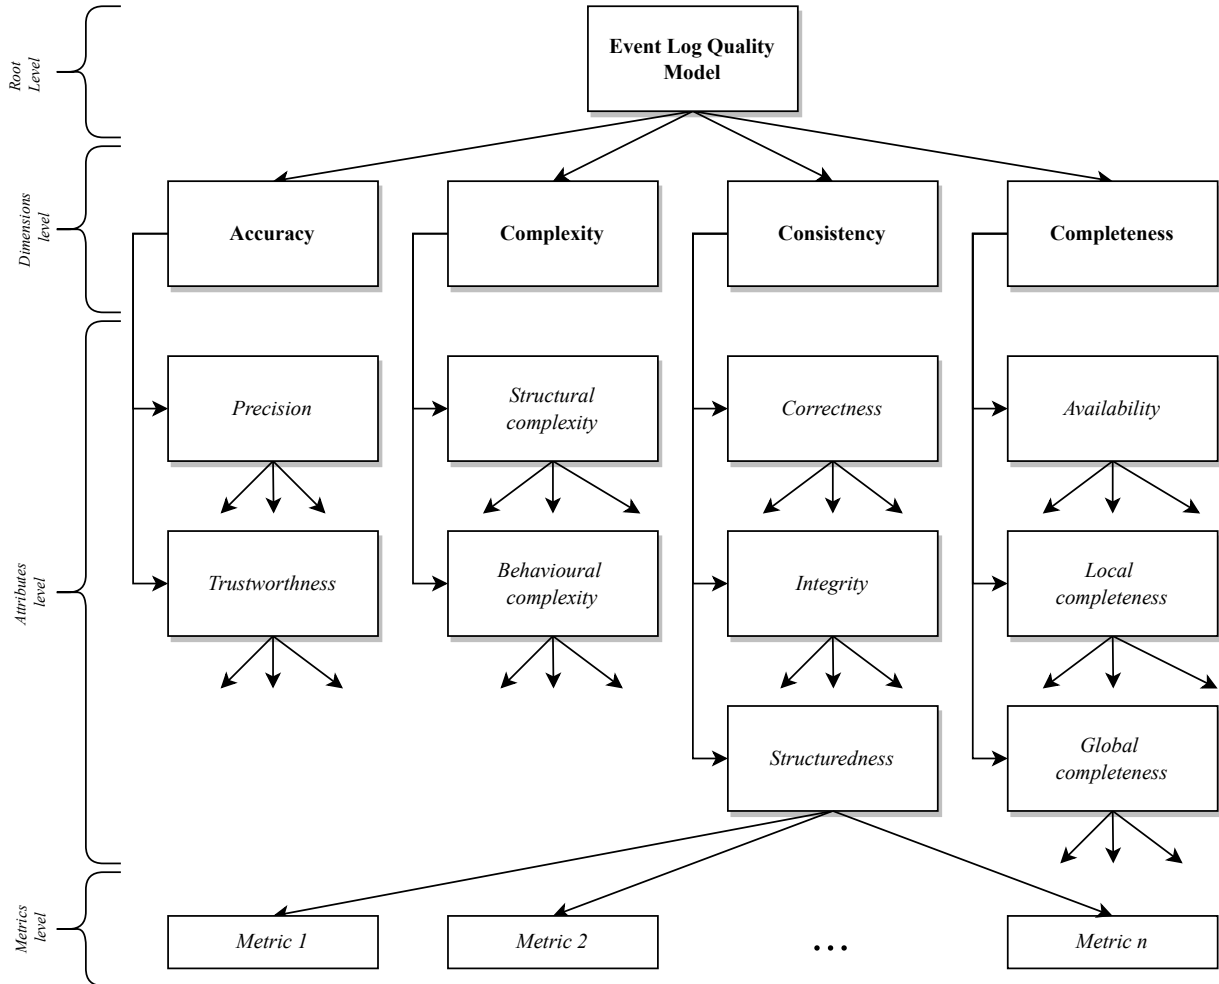 Root
Level
Event Log Quality
Model
Dimensions
level
Accuracy
Complexity
Consistency
Completeness
Attributes
level
Precision
Structural
complexity
Correctness
Availability
Trustworthness
Behavioural
complexity
Integrity
Local
completeness
Structuredness
Global
completeness
Metrics
level
Metric 1
Metric 2
...
Metric n